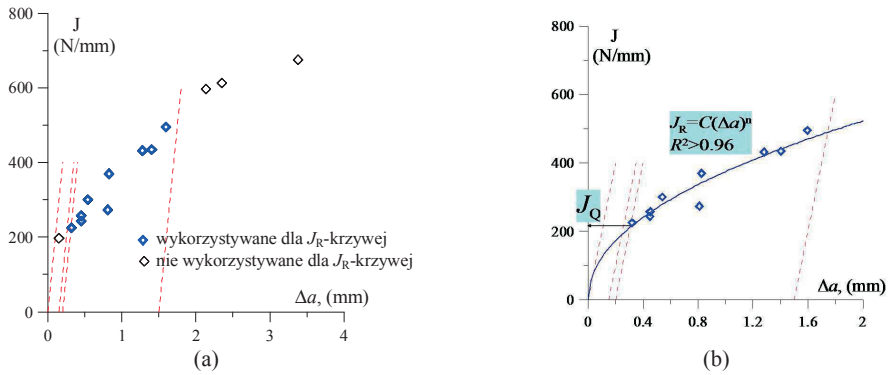 J
(N/mm)
800
600
400
200
0
0
1
2
3
4
Δa, (mm)
wykorzystywane dla J_R-krzywej
nie wykorzystywane dla J_R-krzywej
(a)
J
(N/mm)
800
600
400
200
0
0
0.4
0.8
1.2
1.6
2
Δa, (mm)
J_R=C(Δa)ⁿ
R²>0.96
J_Q
(b)